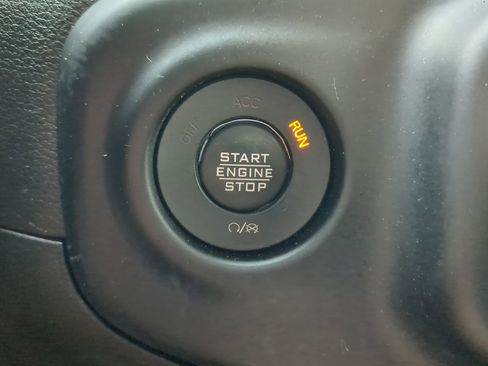 ACC
OFF
RUN
START
ENGINE
STOP